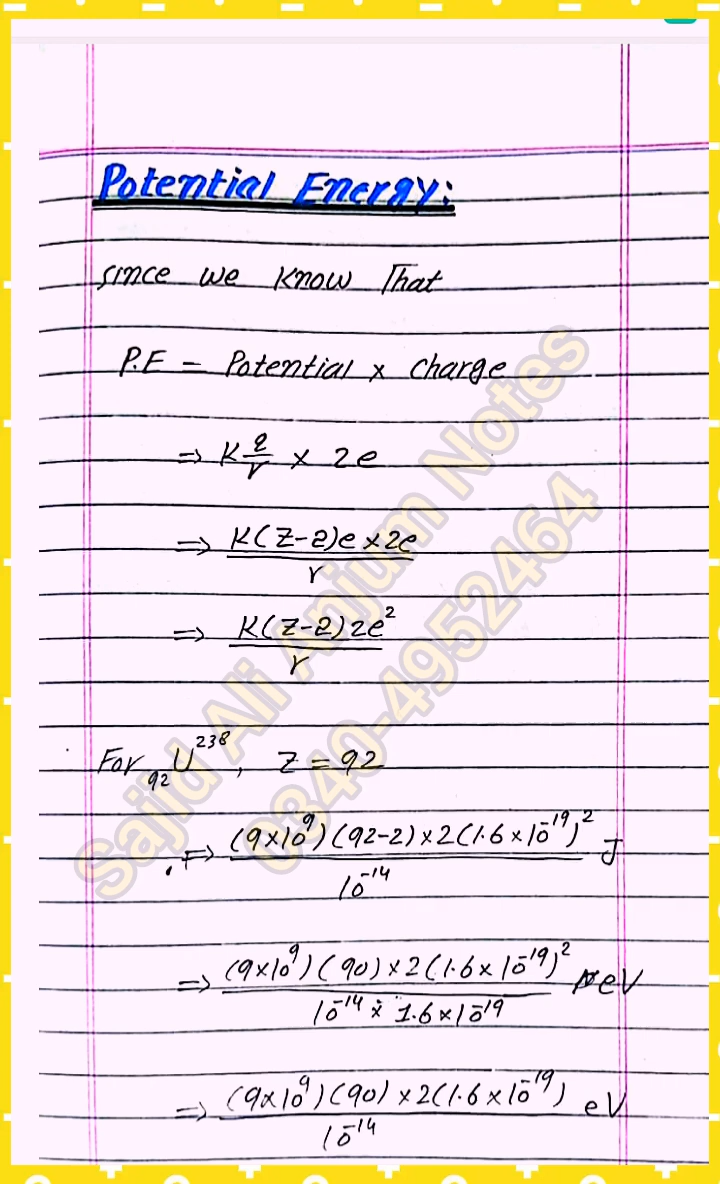 Potential Energy:
since we know That
P.E = Potential x charge
⇒ K q/r x 2e
⇒ K(Z-2)e x 2e / r
⇒ K(Z-2)2e² / r
For ₉₂U²³⁸, Z = 92
⇒ (9x10⁹)(92-2)x2(1.6x10⁻¹⁹)² / 10⁻¹⁴ J
⇒ (9x10⁹)(90)x2(1.6x10⁻¹⁹)² / 10⁻¹⁴ x 1.6x10⁻¹⁹ eV
⇒ (9x10⁹)(90)x2(1.6x10⁻¹⁹) / 10⁻¹⁴ eV
Sajid Ali Anjum Notes
0340-4952464